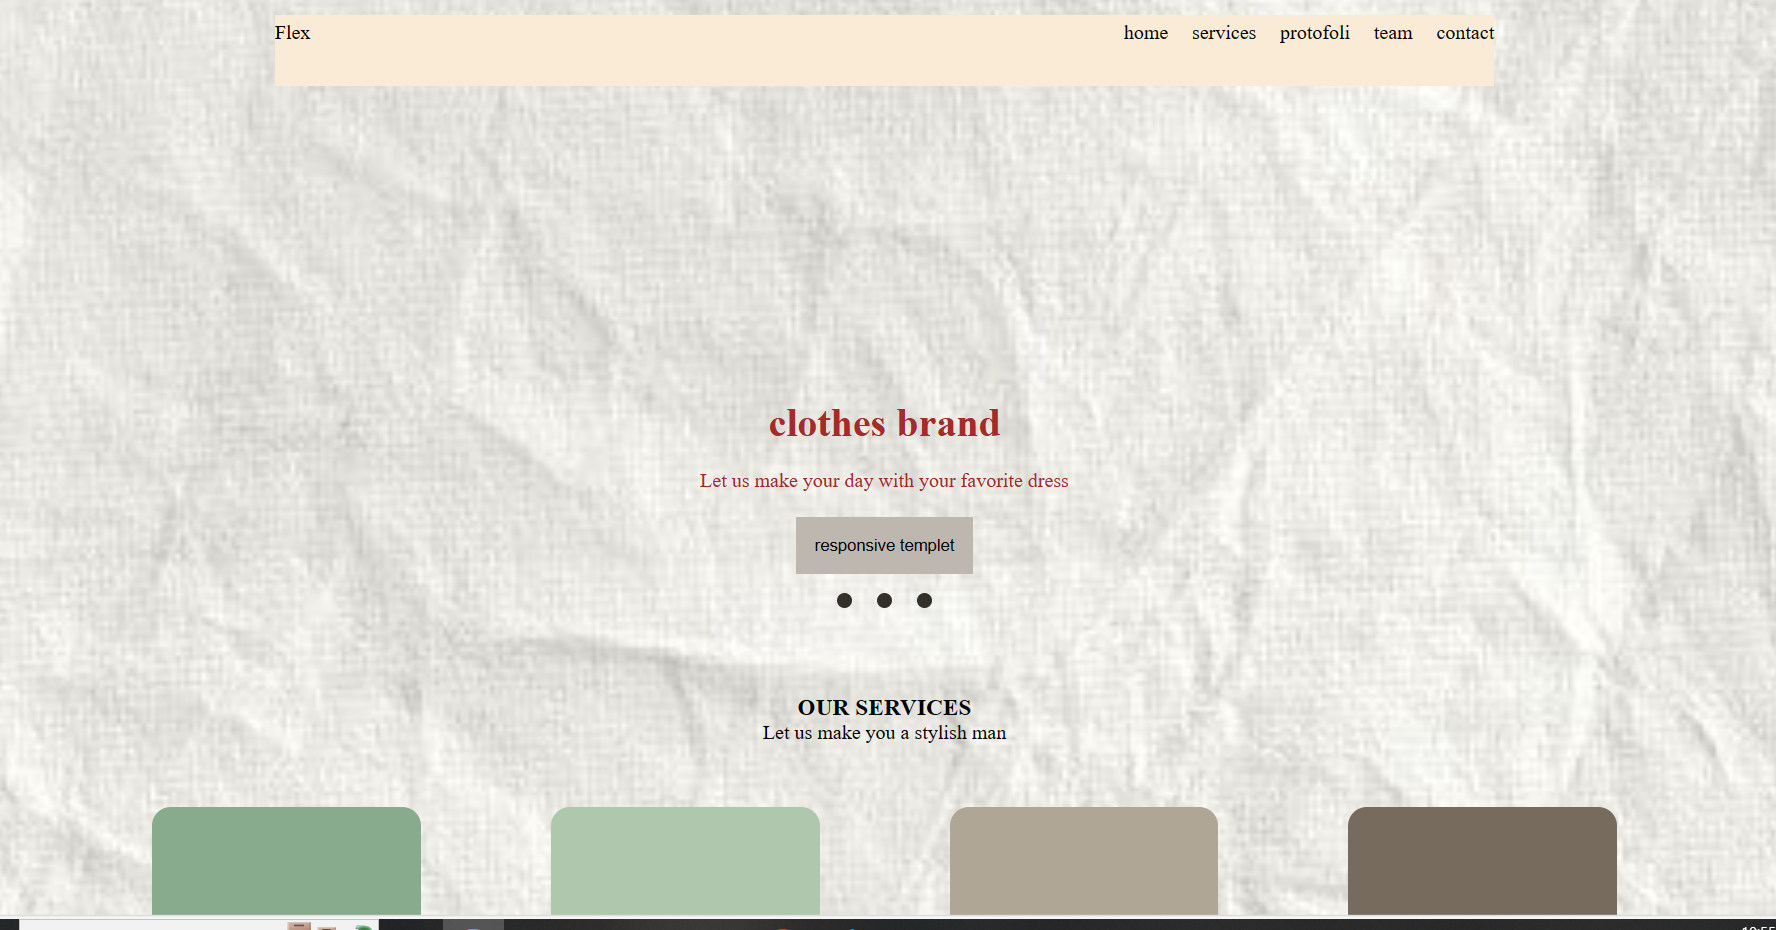 Flex home services protofoli team contact
clothes brand
Let us make your day with your favorite dress
responsive templet
OUR SERVICES
Let us make you a stylish man